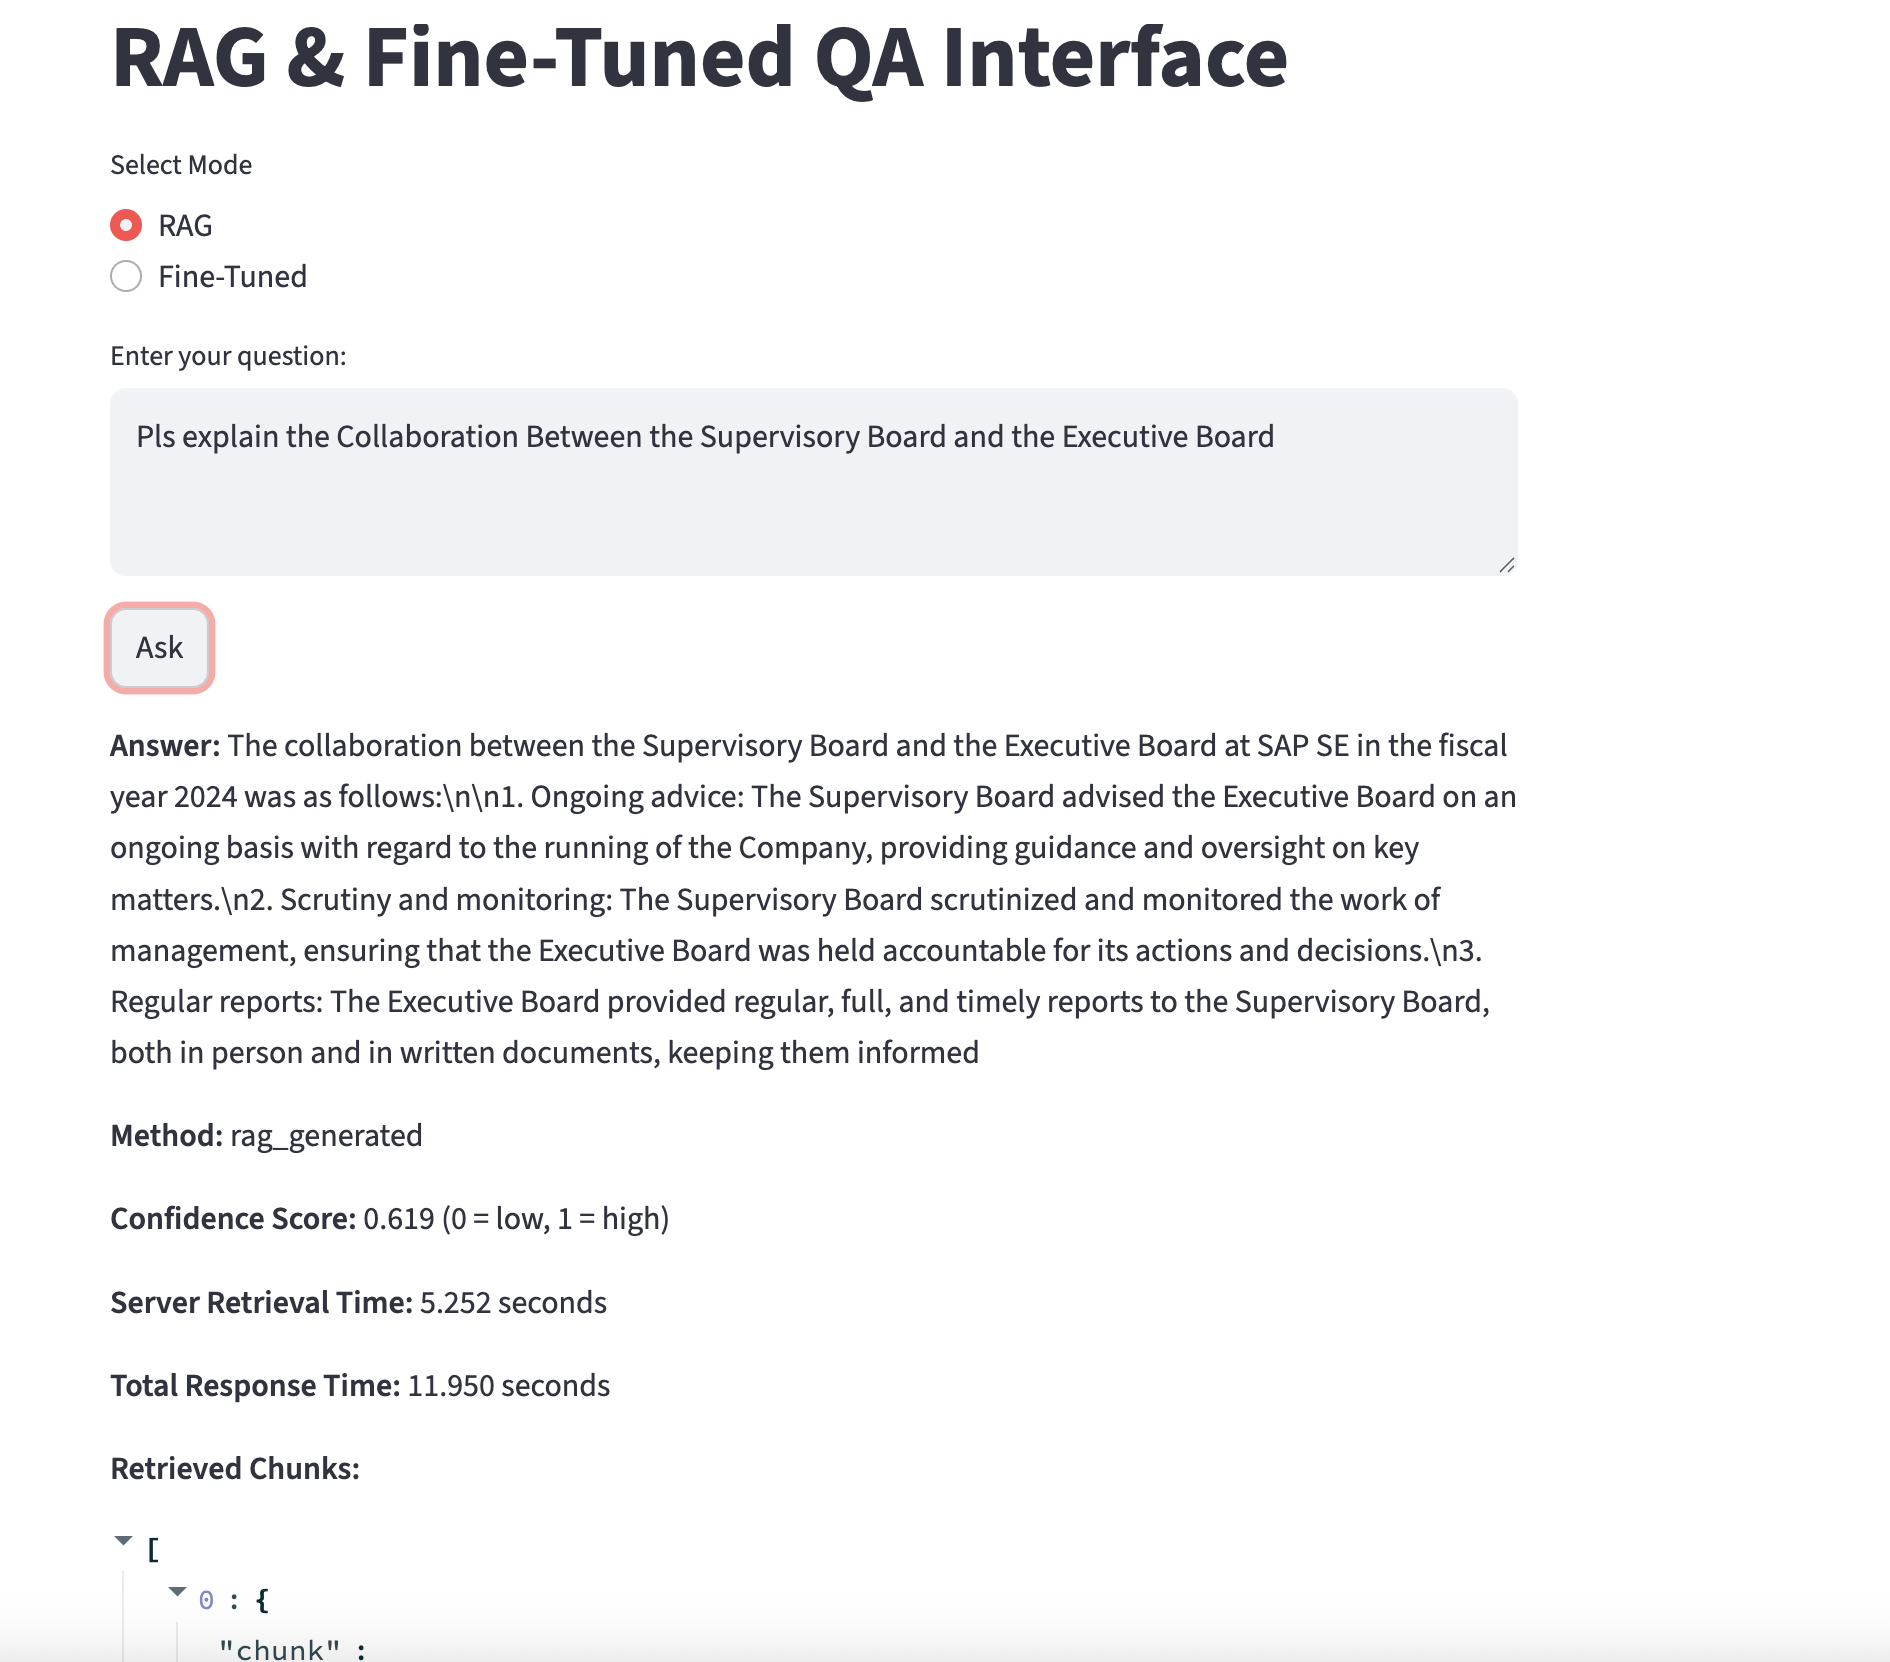 RAG & Fine-Tuned QA Interface
Select Mode
RAG
Fine-Tuned
Enter your question:
Pls explain the Collaboration Between the Supervisory Board and the Executive Board
Ask
Answer: The collaboration between the Supervisory Board and the Executive Board at SAP SE in the fiscal
year 2024 was as follows:\n\n1. Ongoing advice: The Supervisory Board advised the Executive Board on an
ongoing basis with regard to the running of the Company, providing guidance and oversight on key
matters.\n2. Scrutiny and monitoring: The Supervisory Board scrutinized and monitored the work of
management, ensuring that the Executive Board was held accountable for its actions and decisions.\n3.
Regular reports: The Executive Board provided regular, full, and timely reports to the Supervisory Board,
both in person and in written documents, keeping them informed
Method: rag_generated
Confidence Score: 0.619 (0 = low, 1 = high)
Server Retrieval Time: 5.252 seconds
Total Response Time: 11.950 seconds
Retrieved Chunks:
[
0 : {
"chunk" :